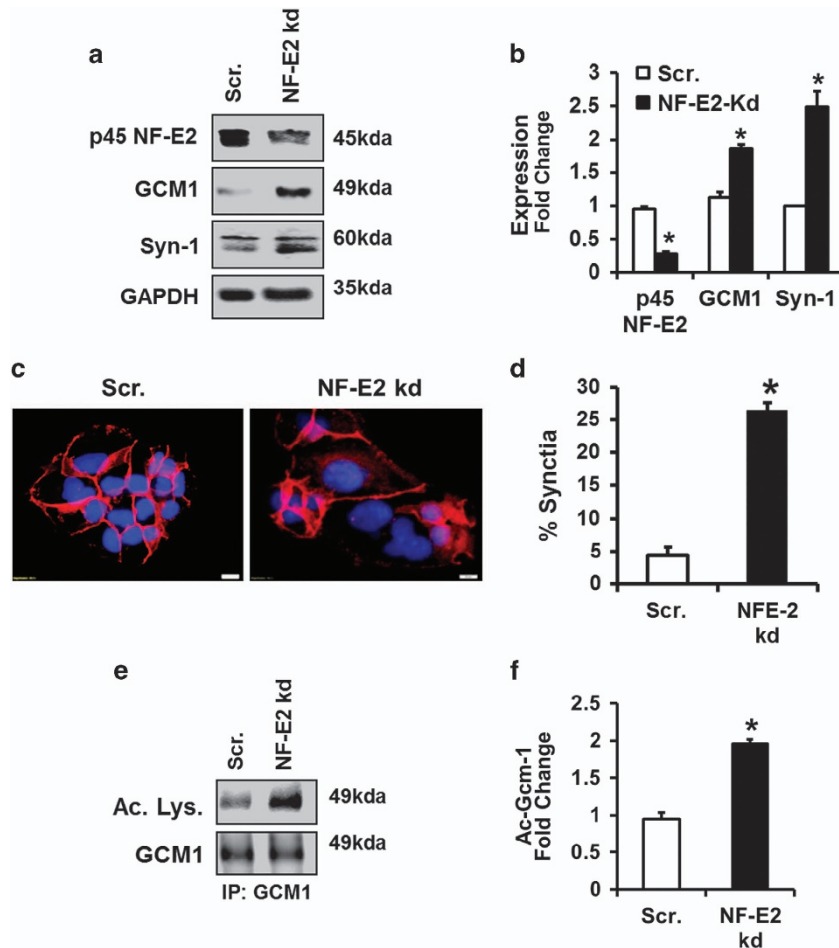 a
Scr.
NF-E2 kd
p45 NF-E2
45kda
GCM1
49kda
Syn-1
60kda
GAPDH
35kda
b
Scr.
NF-E2-Kd
Expression
Fold Change
3
2.5
2
1.5
1
0.5
0
*
*
*
p45
NF-E2
GCM1
Syn-1
c
Scr.
NF-E2 kd
d
% Synctia
30
25
20
15
10
5
0
*
Scr.
NFE-2
kd
e
Scr.
NF-E2 kd
Ac. Lys.
49kda
GCM1
49kda
IP: GCM1
f
Ac-Gcm-1
Fold Change
2.5
2
1.5
1
0.5
0
*
Scr.
NF-E2
kd